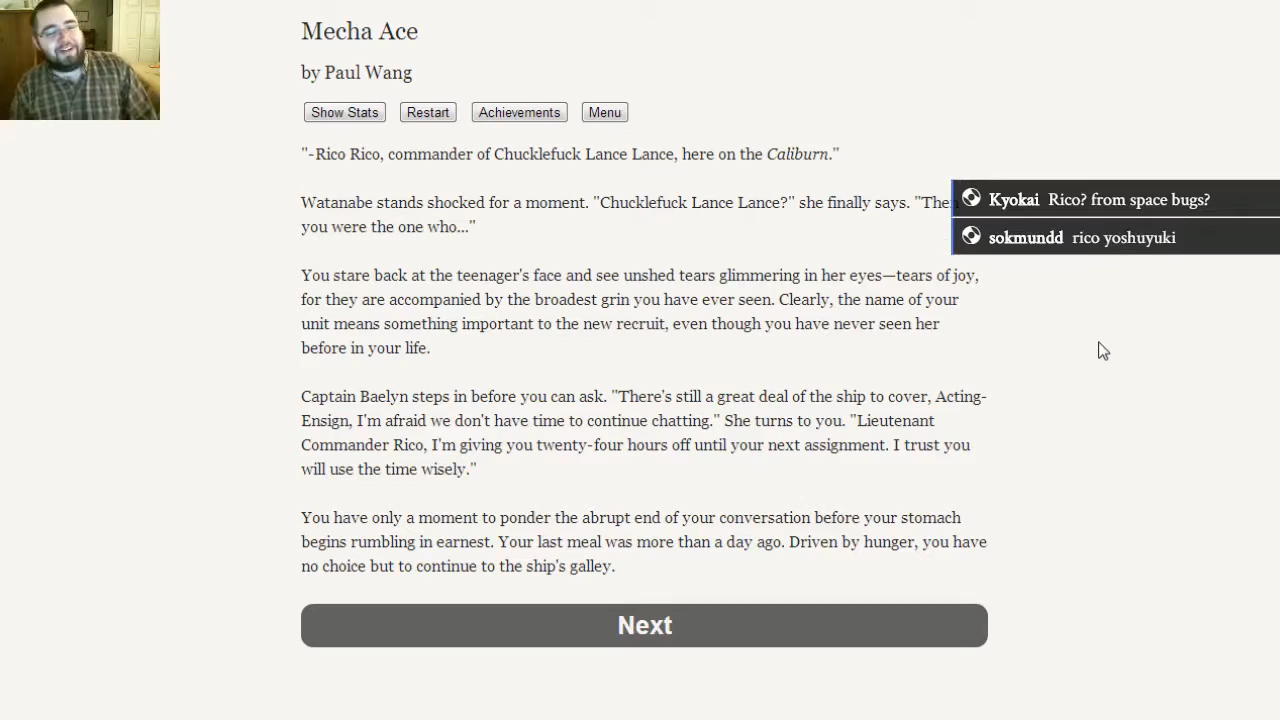 Mecha Ace
by Paul Wang
Show Stats Restart Achievements Menu
"-Rico Rico, commander of Chucklefuck Lance Lance, here on the Caliburn."
Watanabe stands shocked for a moment. "Chucklefuck Lance Lance?" she finally says. "Then
you were the one who..."
Kyokai Rico? from space bugs?
sokmundd rico yoshuyuki
You stare back at the teenager's face and see unshed tears glimmering in her eyes—tears of joy,
for they are accompanied by the broadest grin you have ever seen. Clearly, the name of your
unit means something important to the new recruit, even though you have never seen her
before in your life.
Captain Baelyn steps in before you can ask. "There's still a great deal of the ship to cover, Acting-
Ensign, I'm afraid we don't have time to continue chatting." She turns to you. "Lieutenant
Commander Rico, I'm giving you twenty-four hours off until your next assignment. I trust you
will use the time wisely."
You have only a moment to ponder the abrupt end of your conversation before your stomach
begins rumbling in earnest. Your last meal was more than a day ago. Driven by hunger, you have
no choice but to continue to the ship's galley.
Next